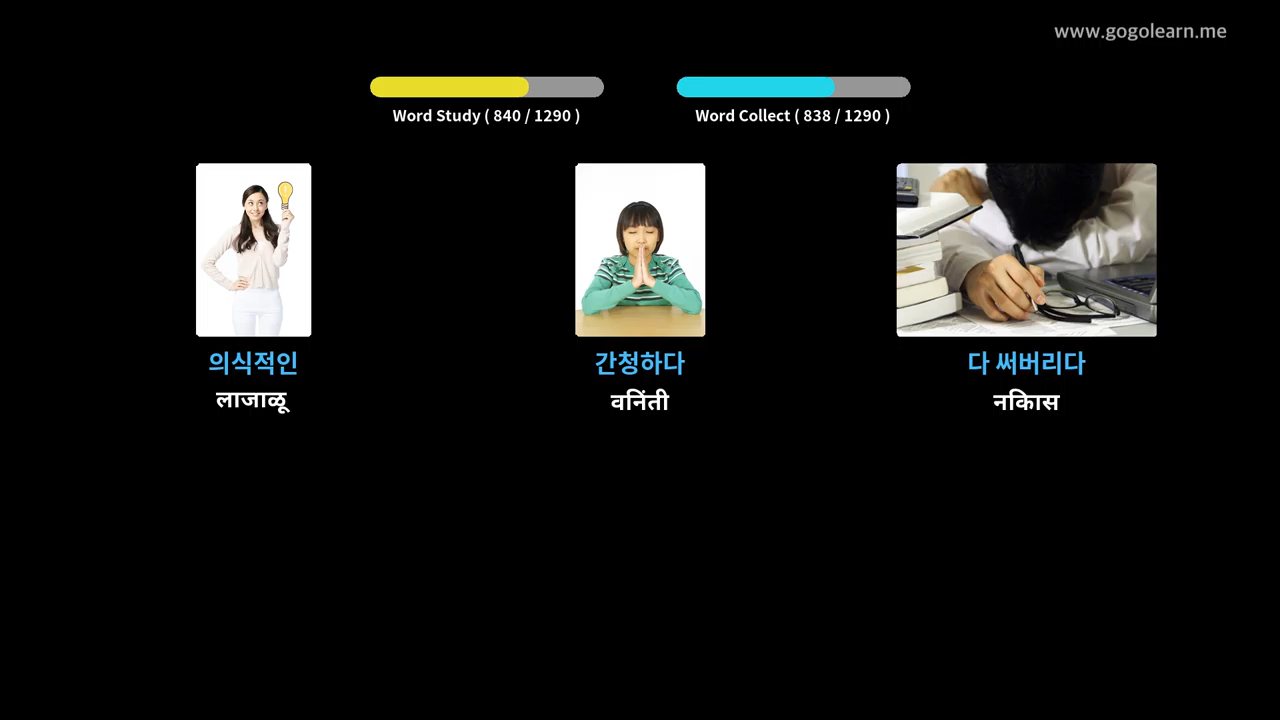 www.gogolearn.me
Word Study ( 840 / 1290 )
Word Collect ( 838 / 1290 )
의식적인
간청하다
다 써버리다
लाजाळू
वनिंती
नकिास